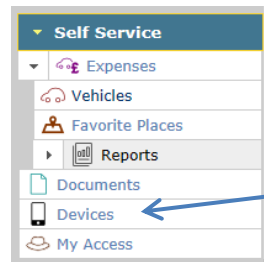 Self Service
Expenses
Vehicles
Favorite Places
Reports
Documents
Devices
My Access